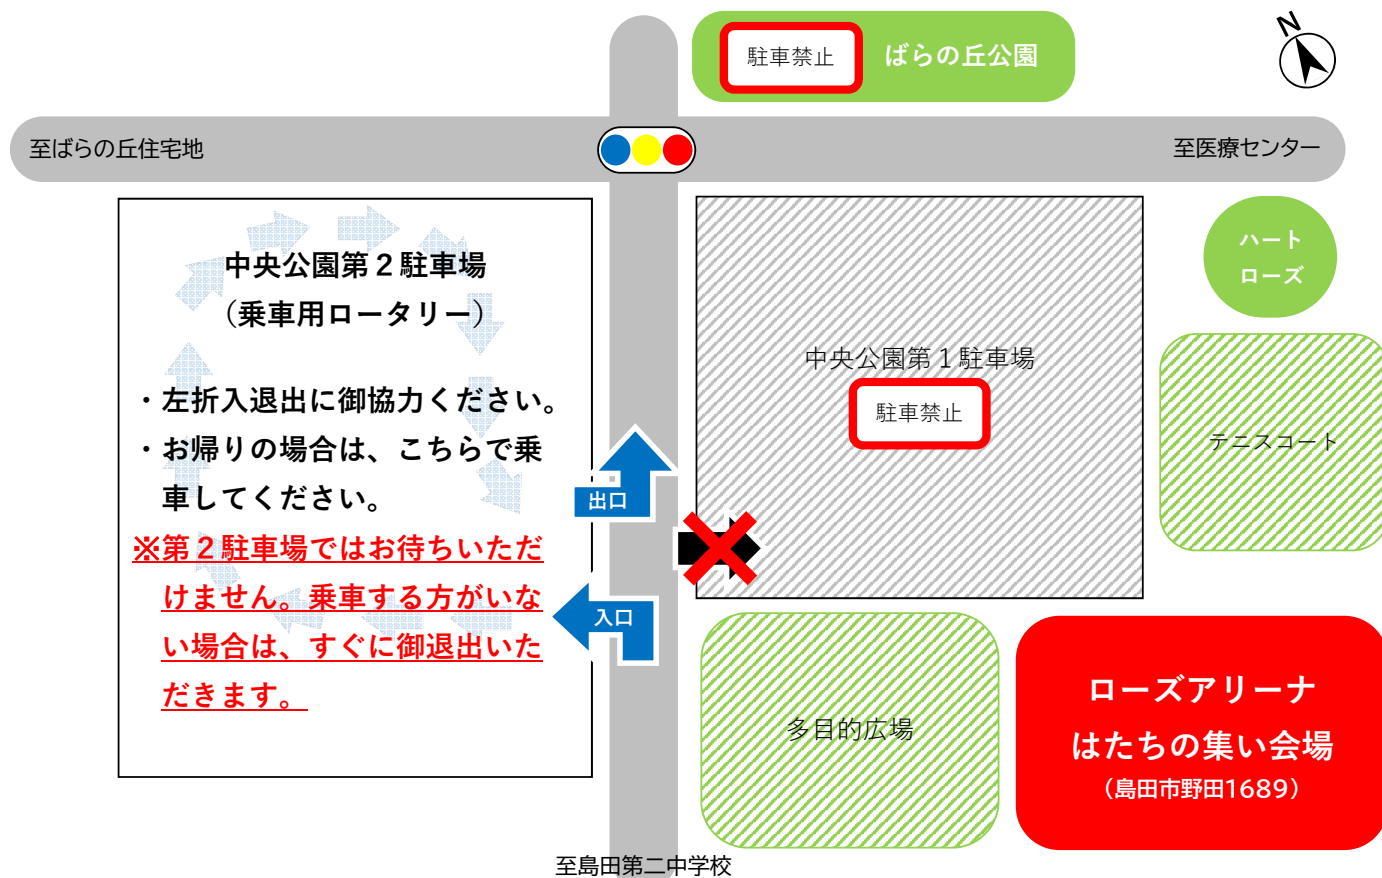 N
駐車禁止
ばらの丘公園
至ばらの丘住宅地
至医療センター
中央公園第２駐車場
（乗車用ロータリー）
・左折入退出に御協力ください。
・お帰りの場合は、こちらで乗
車してください。
※第２駐車場ではお待ちいただ
けません。乗車する方がいな
い場合は、すぐに御退出いた
だきます。
出口
入口
中央公園第１駐車場
駐車禁止
ハート
ローズ
テニスコート
多目的広場
ローズアリーナ
はたちの集い会場
（島田市野田1689）
至島田第二中学校